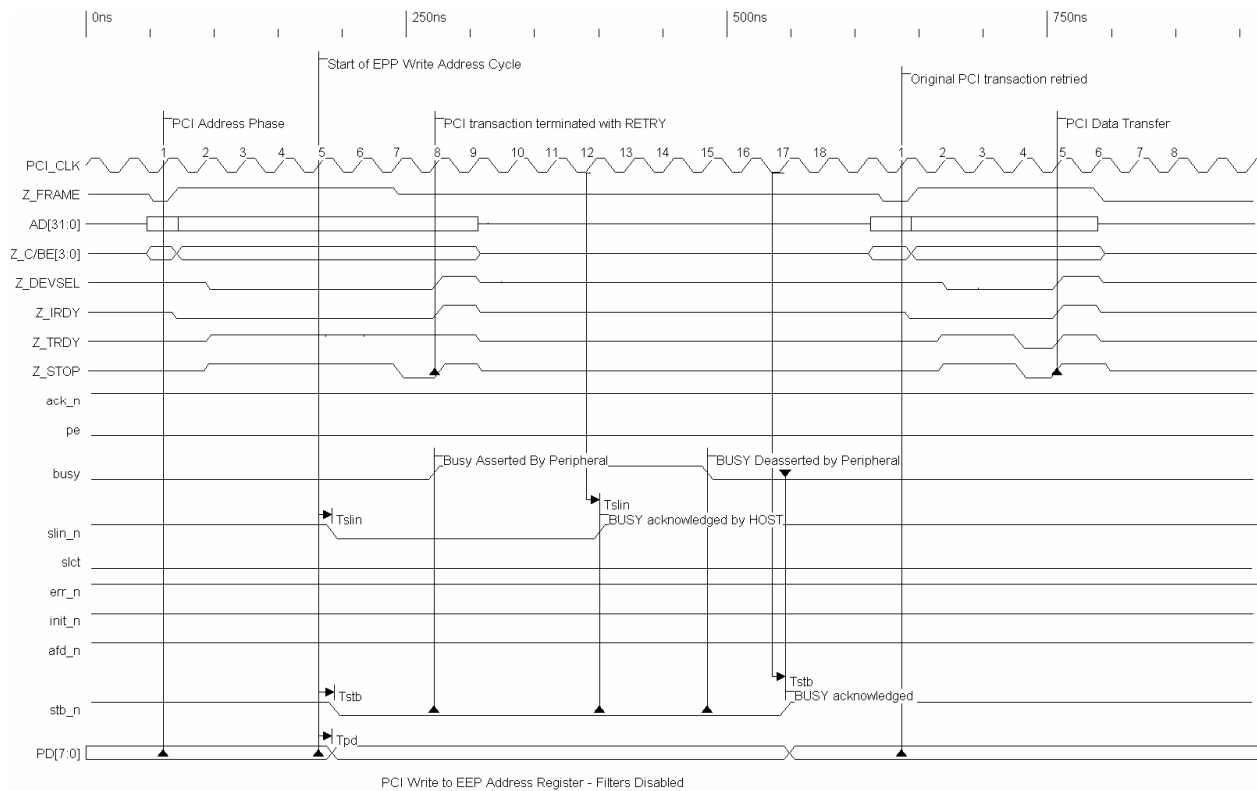 0ns 250ns 500ns 750ns
Start of EPP Write Address Cycle
Original PCI transaction retried
PCI Address Phase PCI transaction terminated with RETRY PCI Data Transfer
PCI_CLK 1 2 3 4 5 6 7 8 9 10 11 12 13 14 15 16 17 18 1 2 3 4 5 6 7 8
Z_FRAME
AD[31:0]
Z_C/BE[3:0]
Z_DEVSEL
Z_IRDY
Z_TRDY
Z_STOP
ack_n
pe
Busy Asserted By Peripheral BUSY Deasserted by Peripheral
busy
Tslin
Tslin BUSY acknowledged by HOST
slin_n
slct
err_n
init_n
afd_n
Tstb
Tstb BUSY acknowledged
stb_n
Tpd
PD[7:0]
PCI Write to EEP Address Register - Filters Disabled